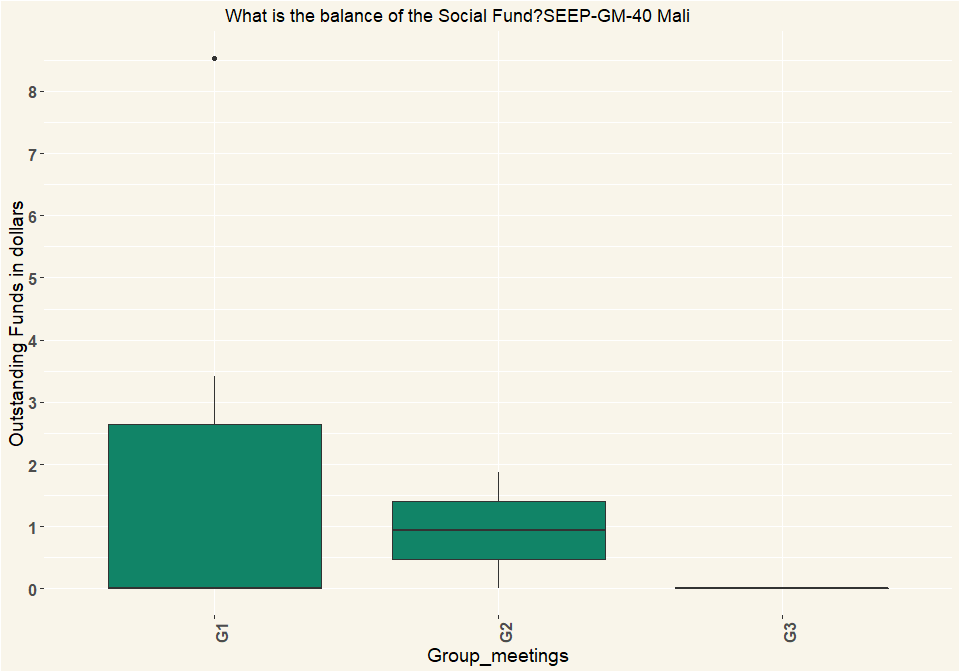 What is the balance of the Social Fund?SEEP-GM-40 Mali
Outstanding Funds in dollars
8
7
6
5
4
3
2
1
0
G1
G2
G3
Group_meetings